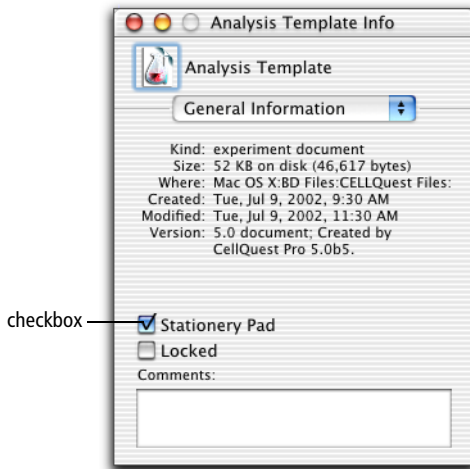 Analysis Template Info
Analysis Template
General Information
Kind: experiment document
Size: 52 KB on disk (46,617 bytes)
Where: Mac OS X:BD Files:CELLQuest Files:
Created: Tue, Jul 9, 2002, 9:30 AM
Modified: Tue, Jul 9, 2002, 11:30 AM
Version: 5.0 document; Created by
CellQuest Pro 5.0b5.
checkbox
Stationery Pad
Locked
Comments: